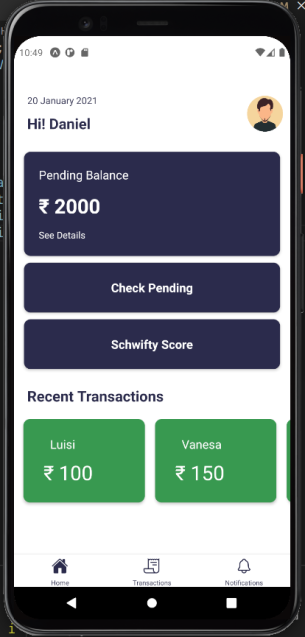 10:49
20 January 2021
Hi! Daniel
Pending Balance
₹ 2000
See Details
Check Pending
Schwifty Score
Recent Transactions
Luisi
Vanesa
₹ 100
₹ 150
Home
Transactions
Notifications